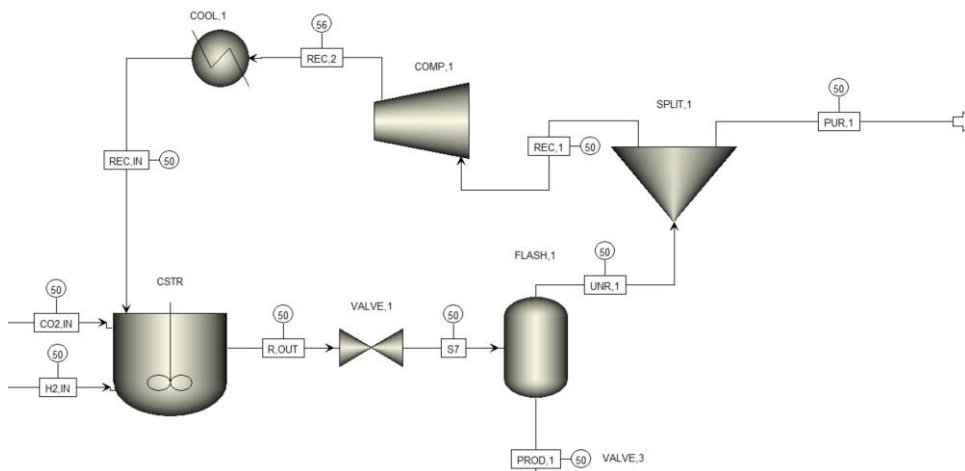 COOL,1
56
REC,2
COMP,1
50
PUR,1
SPLIT,1
REC,1
50
REC,IN
50
FLASH,1
50
UNR,1
CSTR
50
CO2,IN
50
H2,IN
50
R,OUT
VALVE,1
50
S7
PROD,1
50
VALVE,3